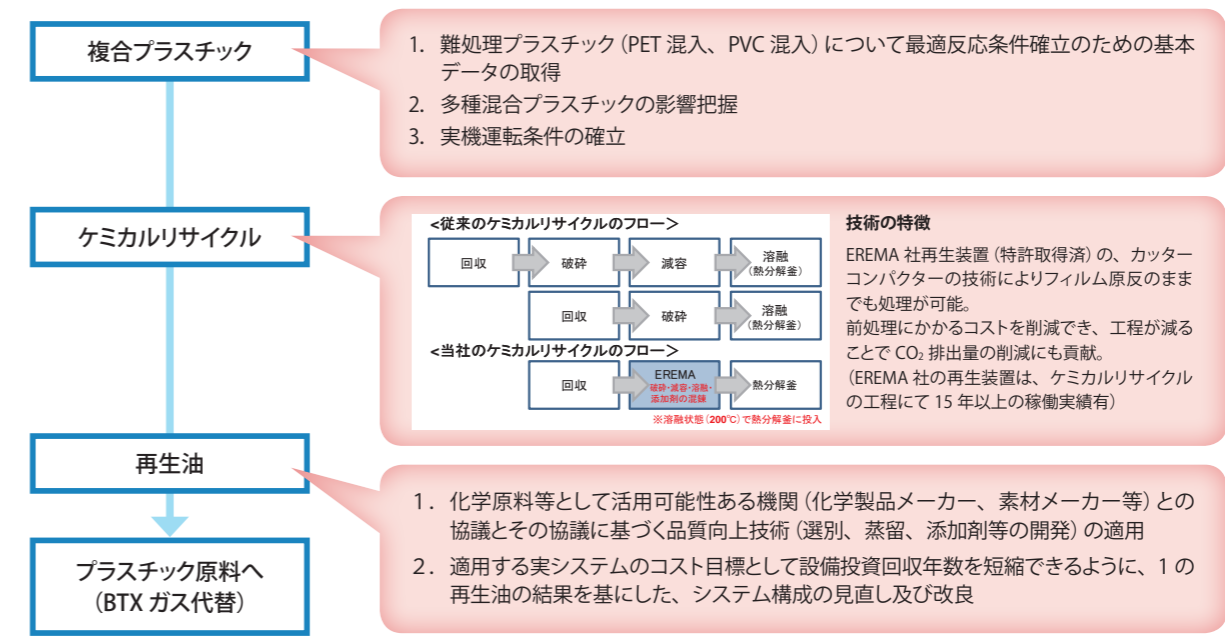 複合プラスチック
1. 難処理プラスチック（PET 混入、PVC 混入）について最適反応条件確立のための基本
データの取得
2. 多種混合プラスチックの影響把握
3. 実機運転条件の確立
ケミカルリサイクル
<従来のケミカルリサイクルのフロー>
回収 破砕 減容 溶融
（熱分解釜）
回収 破砕 溶融
（熱分解釜）
<当社のケミカルリサイクルのフロー>
回収 EREMA 熱分解釜
破砕・減容・溶融・
添加剤の混錬
※溶融状態（200℃）で熱分解釜に投入
技術の特徴
EREMA 社再生装置（特許取得済）の、カッター
コンパクターの技術によりフィルム原反のまま
でも処理が可能。
前処理にかかるコストを削減でき、工程が減る
ことで CO₂ 排出量の削減にも貢献。
（EREMA 社の再生装置は、ケミカルリサイクル
の工程にて 15 年以上の稼働実績有）
再生油
1. 化学原料等として活用可能性ある機関（化学製品メーカー、素材メーカー等）との
協議とその協議に基づく品質向上技術（選別、蒸留、添加剤等の開発）の適用
2. 適用する実システムのコスト目標として設備投資回収年数を短縮できるように、1 の
再生油の結果を基にした、システム構成の見直し及び改良
プラスチック原料へ
（BTX ガス代替）